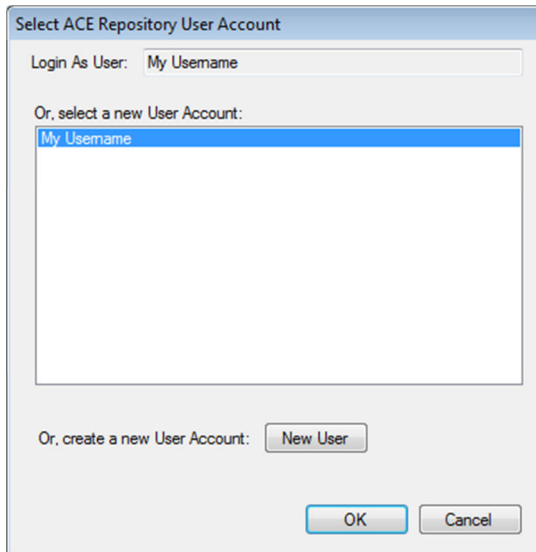 Select ACE Repository User Account
Login As User: My Username
Or, select a new User Account:
My Username
Or, create a new User Account: New User
OK Cancel